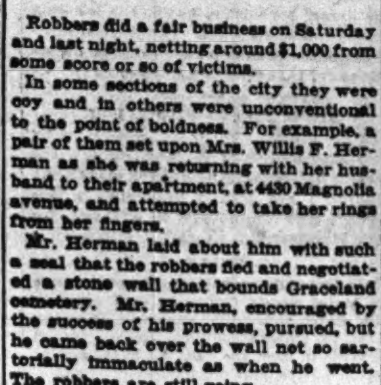 Robbers did a fair business on Saturday
and last night, netting around $1,000 from
some score or so of victims.
In some sections of the city they were
coy and in others were unconventional
to the point of boldness. For example, a
pair of them set upon Mrs. Willis F. Her-
man as she was returning with her hus-
band to their apartment, at 4430 Magnolia
avenue, and attempted to take her rings
from her fingers.
Mr. Herman laid about him with such
a zeal that the robbers fled and negotiat-
ed a stone wall that bounds Graceland
cemetery. Mr. Herman, encouraged by
the success of his prowess, pursued, but
he came back over the wall not so sar-
torially immaculate as when he went.
The robbers are still going.